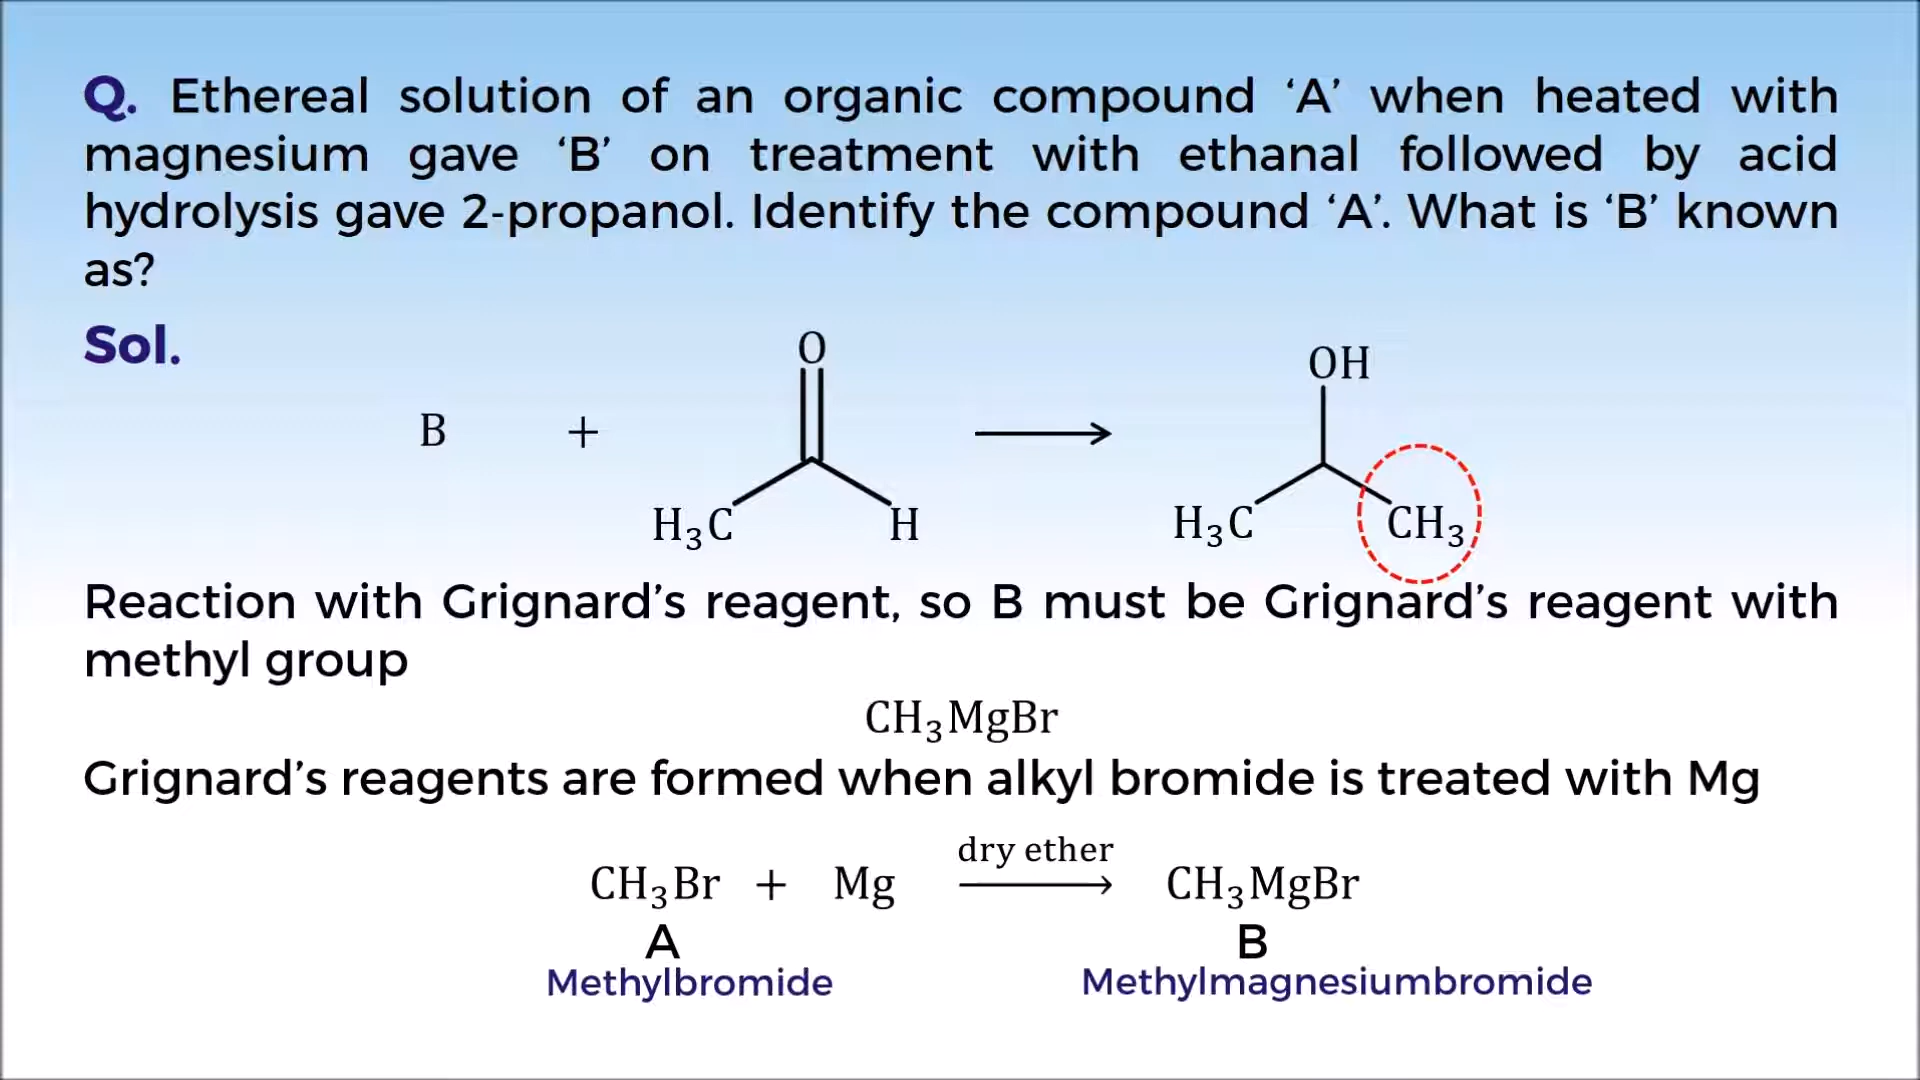 Q. Ethereal solution of an organic compound ‘A’ when heated with
magnesium gave ‘B’ on treatment with ethanal followed by acid
hydrolysis gave 2-propanol. Identify the compound ‘A’. What is ‘B’ known
as?
Sol.
O
OH
B +
H₃C H
H₃C CH₃
Reaction with Grignard’s reagent, so B must be Grignard’s reagent with
methyl group
CH₃MgBr
Grignard’s reagents are formed when alkyl bromide is treated with Mg
dry ether
CH₃Br + Mg ⟶ CH₃MgBr
A B
Methylbromide Methylmagnesiumbromide